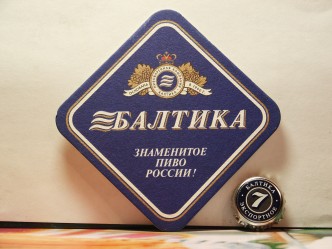 БАЛТИКА
ЗНАМЕНИТОЕ
ПИВО
РОССИИ!
БАЛТИКА
7
ЭКСПОРТНОЕ